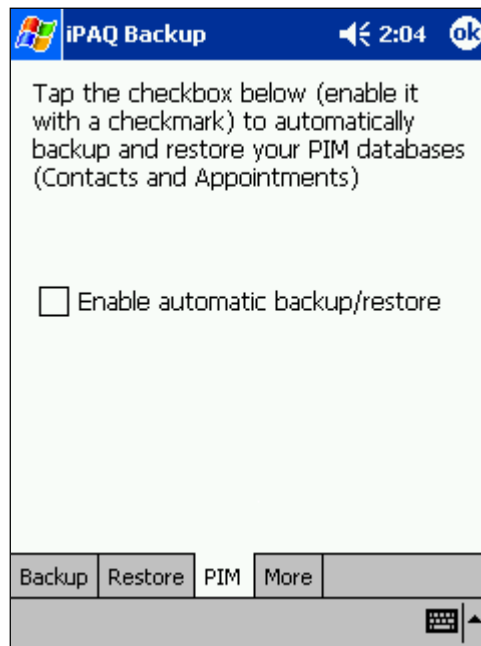 iPAQ Backup 2:04 ok
Tap the checkbox below (enable it
with a checkmark) to automatically
backup and restore your PIM databases
(Contacts and Appointments)
Enable automatic backup/restore
Backup Restore PIM More